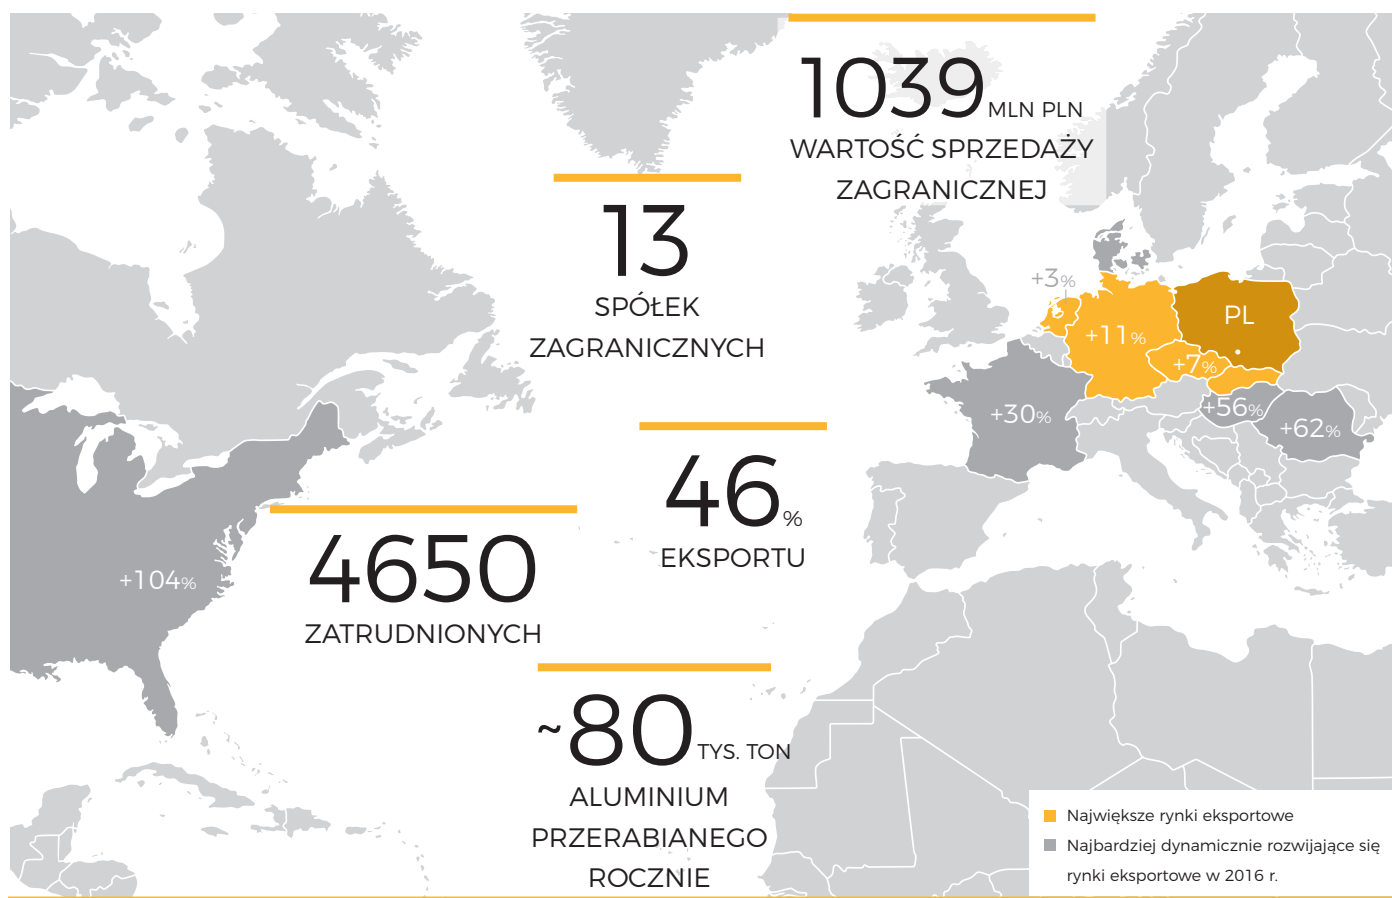 1039 MLN PLN
WARTOŚĆ SPRZEDAŻY
ZAGRANICZNEJ
13
SPÓŁEK
ZAGRANICZNYCH
+3%
PL
+11%
+7%
+30%
+56%
+62%
46%
EKSPORTU
4650
ZATRUDNIONYCH
+104%
~80 TYS. TON
ALUMINIUM
PRZERABIANEGO
ROCZNIE
Największe rynki eksportowe
Najbardziej dynamicznie rozwijające się
rynki eksportowe w 2016 r.